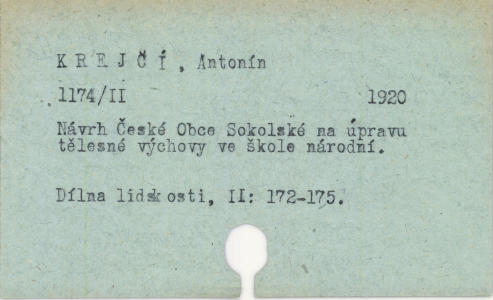 K R E J Č Í , Antonín
1174/II 1920
Návrh České Obce Sokolské na úpravu
tělesné výchovy ve škole národní.
Dílna lidskosti, II: 172-175.